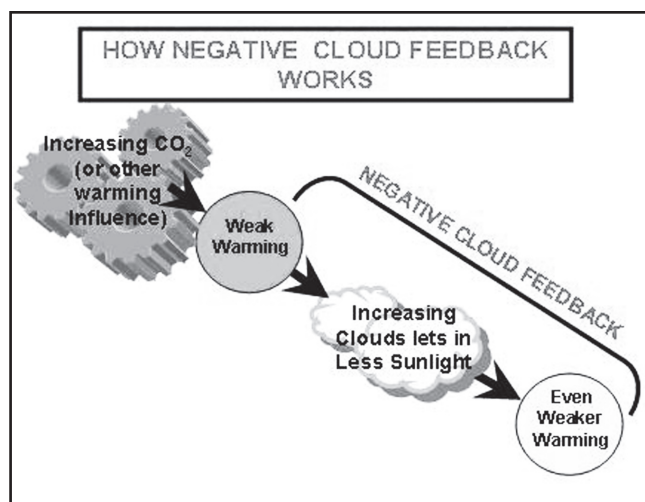 HOW NEGATIVE CLOUD FEEDBACK
WORKS
Increasing CO₂
(or other
warming
Influence)
Weak
Warming
NEGATIVE CLOUD FEEDBACK
Increasing
Clouds lets in
Less Sunlight
Even
Weaker
Warming